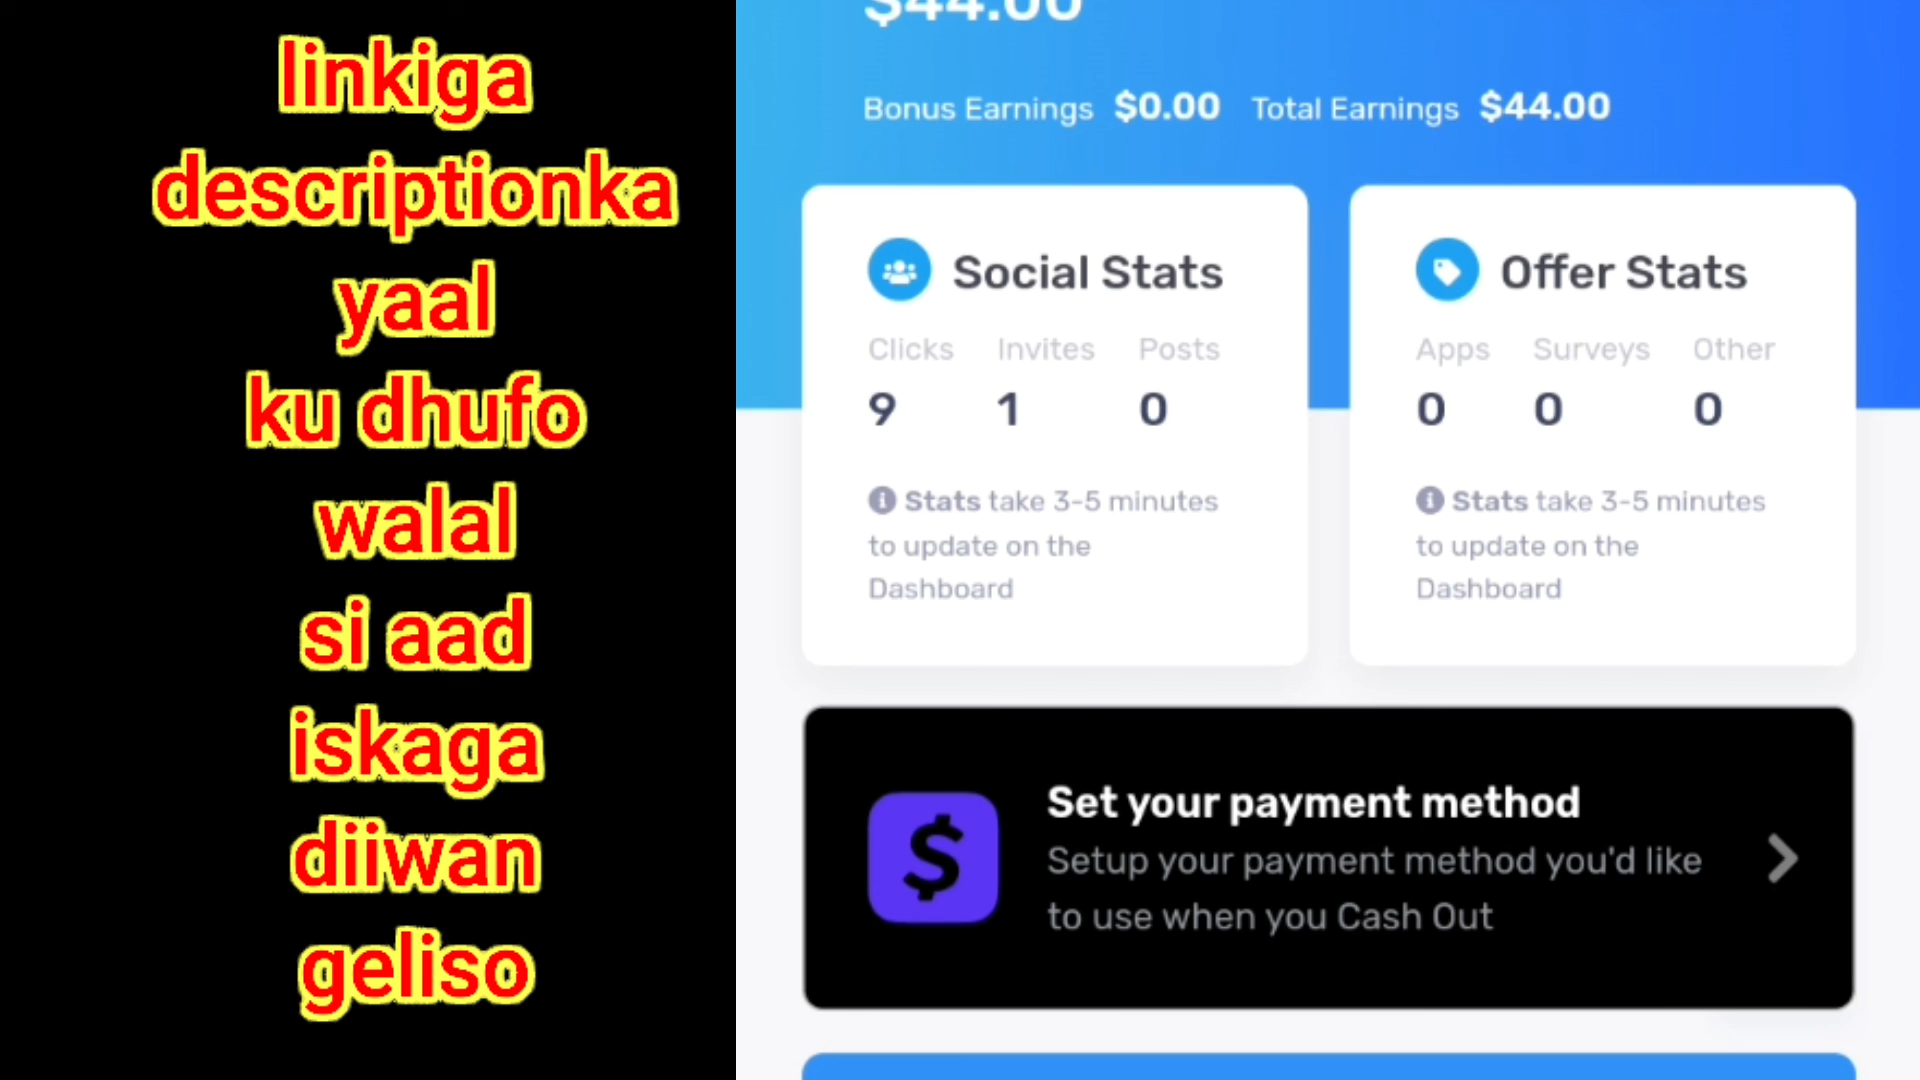 linkiga
descriptionka
yaal
ku dhufo
walal
si aad
iskaga
diiwan
geliso
$44.00
Bonus Earnings $0.00 Total Earnings $44.00
Social Stats
Clicks Invites Posts
9 1 0
Stats take 3-5 minutes
to update on the
Dashboard
Offer Stats
Apps Surveys Other
0 0 0
Stats take 3-5 minutes
to update on the
Dashboard
$
Set your payment method
Setup your payment method you'd like
to use when you Cash Out